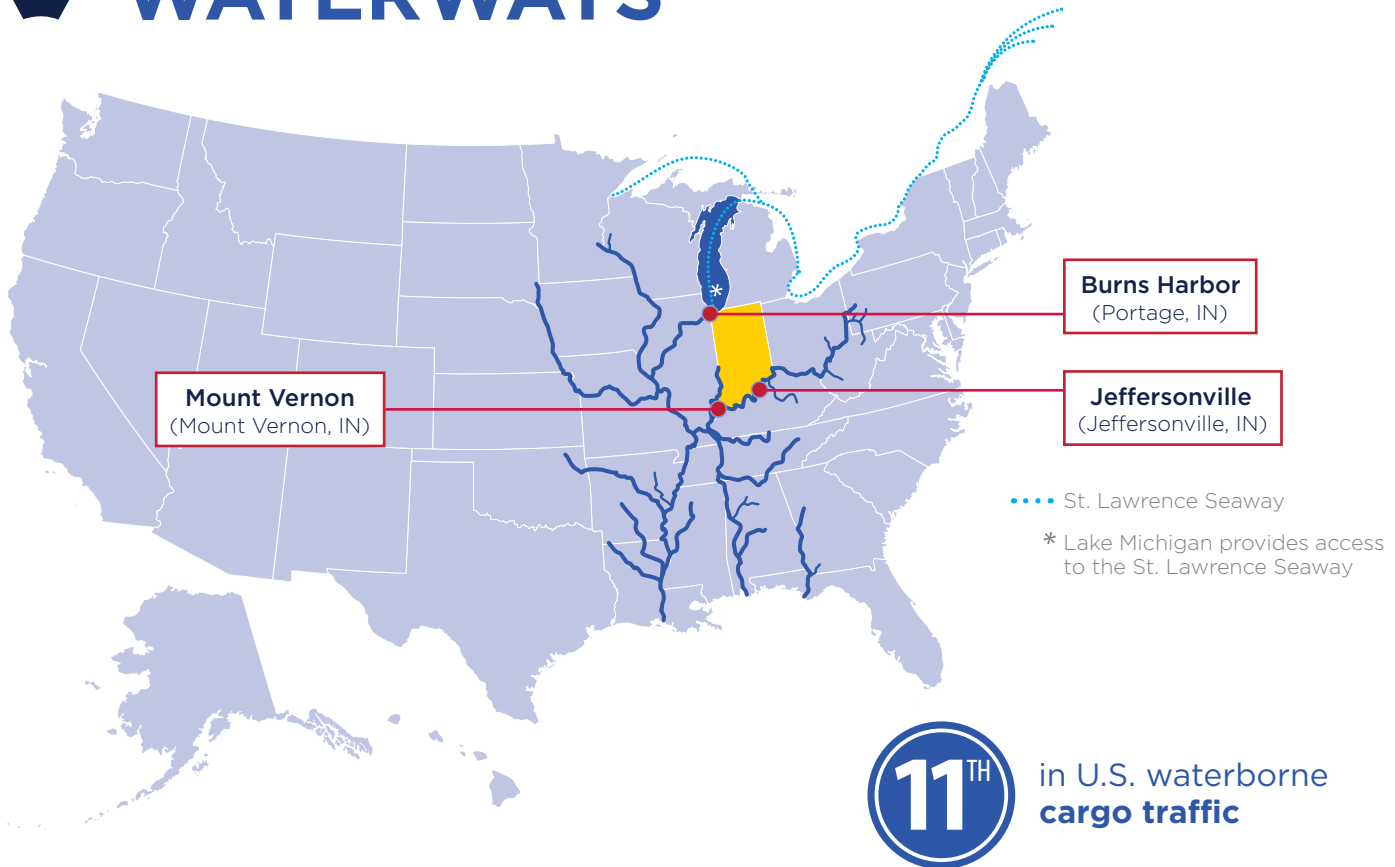 WATERWAYS
Burns Harbor
(Portage, IN)
Mount Vernon
(Mount Vernon, IN)
Jeffersonville
(Jeffersonville, IN)
St. Lawrence Seaway
*
* Lake Michigan provides access
to the St. Lawrence Seaway
11TH
in U.S. waterborne
cargo traffic